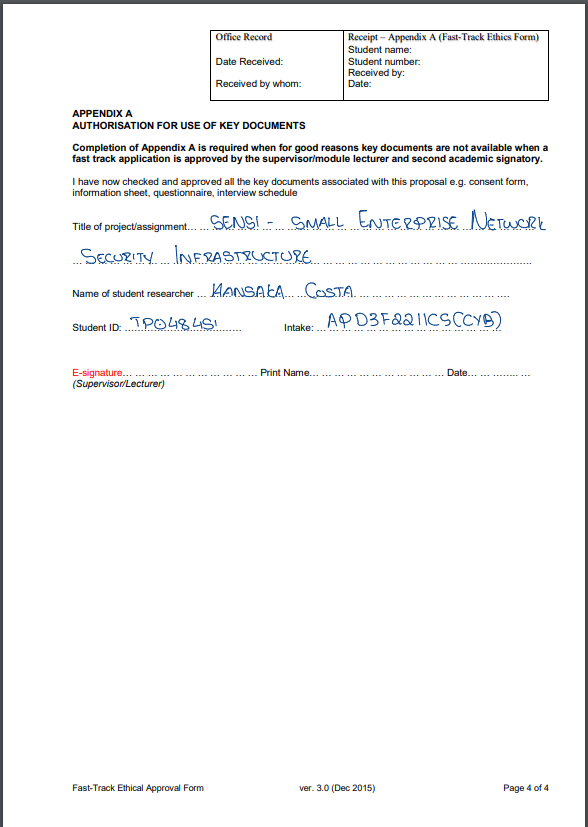 Office Record
Date Received:
Received by whom:
Receipt – Appendix A (Fast-Track Ethics Form)
Student name:
Student number:
Received by:
Date:
APPENDIX A
AUTHORISATION FOR USE OF KEY DOCUMENTS
Completion of Appendix A is required when for good reasons key documents are not available when a
fast track application is approved by the supervisor/module lecturer and second academic signatory.
I have now checked and approved all the key documents associated with this proposal e.g. consent form,
information sheet, questionnaire, interview schedule
Title of project/assignment… … SENSI - SMALL ENTERPRISE NETWORK
SECURITY INFRASTRUCTURE
Name of student researcher … HANSAKA COSTA
Student ID: TP048451 Intake: … APD3F2211CS(CYB)
E-signature… … … … … … … … … … … Print Name… … … … … … … … … … … Date… … …..... …
(Supervisor/Lecturer)
Fast-Track Ethical Approval Form ver. 3.0 (Dec 2015) Page 4 of 4